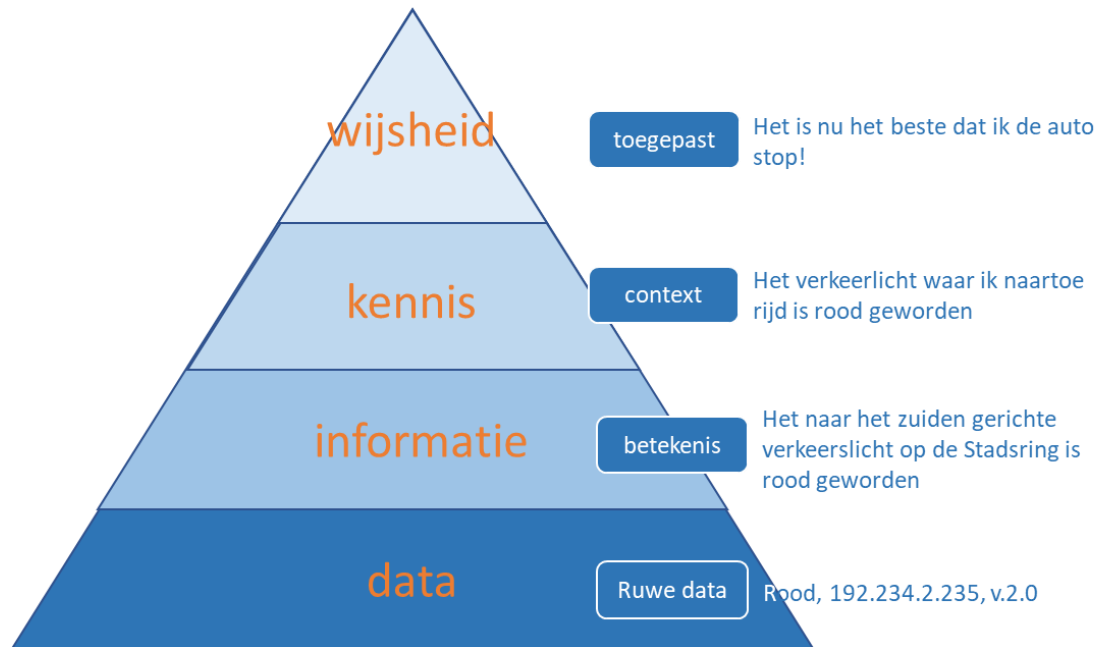 wijsheid
toegepast
Het is nu het beste dat ik de auto
stop!
kennis
context
Het verkeerlicht waar ik naartoe
rijd is rood geworden
informatie
betekenis
Het naar het zuiden gerichte
verkeerslicht op de Stadsring is
rood geworden
data
Ruwe data
Rood, 192.234.2.235, v.2.0